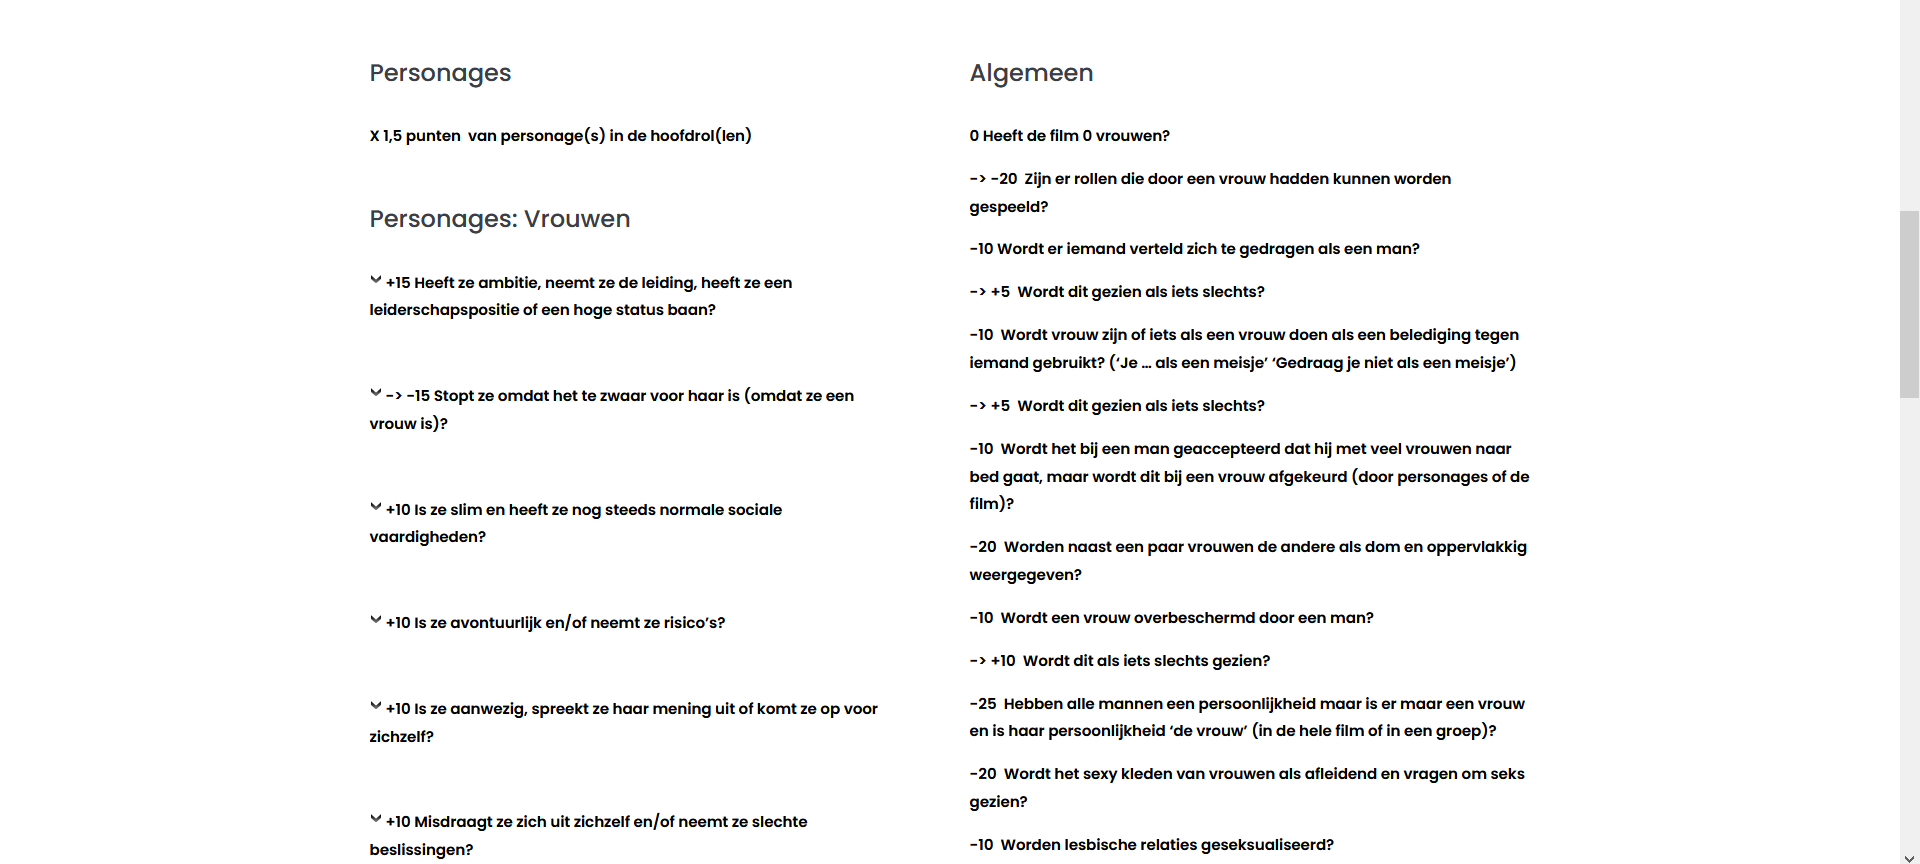 Personages
X 1,5 punten  van personage(s) in de hoofdrol(len)
Personages: Vrouwen
+15 Heeft ze ambitie, neemt ze de leiding, heeft ze een
leiderschapspositie of een hoge status baan?
-> -15 Stopt ze omdat het te zwaar voor haar is (omdat ze een
vrouw is)?
+10 Is ze slim en heeft ze nog steeds normale sociale
vaardigheden?
+10 Is ze avontuurlijk en/of neemt ze risico’s?
+10 Is ze aanwezig, spreekt ze haar mening uit of komt ze op voor
zichzelf?
+10 Misdraagt ze zich uit zichzelf en/of neemt ze slechte
beslissingen?
Algemeen
0 Heeft de film 0 vrouwen?
-> -20  Zijn er rollen die door een vrouw hadden kunnen worden
gespeeld?
-10 Wordt er iemand verteld zich te gedragen als een man?
-> +5  Wordt dit gezien als iets slechts?
-10  Wordt vrouw zijn of iets als een vrouw doen als een belediging tegen
iemand gebruikt? (‘Je … als een meisje’ ‘Gedraag je niet als een meisje’)
-> +5  Wordt dit gezien als iets slechts?
-10  Wordt het bij een man geaccepteerd dat hij met veel vrouwen naar
bed gaat, maar wordt dit bij een vrouw afgekeurd (door personages of de
film)?
-20  Worden naast een paar vrouwen de andere als dom en oppervlakkig
weergegeven?
-10  Wordt een vrouw overbeschermd door een man?
-> +10  Wordt dit als iets slechts gezien?
-25  Hebben alle mannen een persoonlijkheid maar is er maar een vrouw
en is haar persoonlijkheid ‘de vrouw’ (in de hele film of in een groep)?
-20  Wordt het sexy kleden van vrouwen als afleidend en vragen om seks
gezien?
-10  Worden lesbische relaties geseksualiseerd?